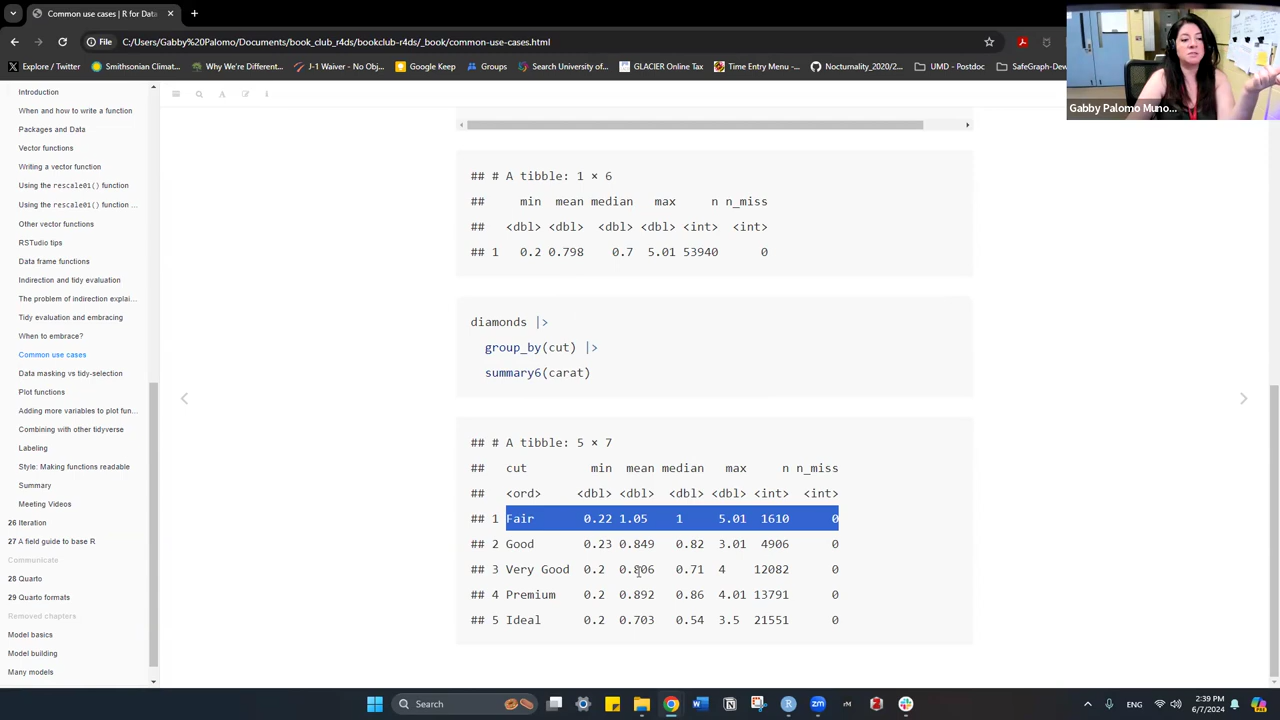 Common use cases | R for Data
File
C:/Users/Gabby%20Palomo/Documents/book_club_r4ds/bookclub-r4ds/_book/common-use-cases.html
Explore / Twitter
Smithsonian Climat...
Why We're Differen...
J-1 Waiver - No Obj...
Google Keep
RLadies
BURGER Online
Time Entry Menu -...
Nocturnality_2020/2...
UMD - Postdoc
SafeGraph-Dewey
Gabby Palomo Muno...
Introduction
When and how to write a function
Packages and Data
Vector functions
Writing a vector function
Using the rescale01() function
Using the rescale01() function ...
Other vector functions
RSTudio tips
Data frame functions
Indirection and tidy evaluation
The problem of indirection explai...
Tidy evaluation and embracing
When to embrace?
Common use cases
Data masking vs tidy-selection
Plot functions
Adding more variables to plot fun...
Combining with other tidyverse
Labeling
Style: Making functions readable
Summary
Meeting Videos
26 Iteration
27 A field guide to base R
Communicate
28 Quarto
29 Quarto formats
Removed chapters
Model basics
Model building
Many models
## # A tibble: 1 × 6
## min mean median max n n_miss
## <dbl> <dbl> <dbl> <dbl> <int> <int>
## 1 0.2 0.798 0.7 5.01 53940 0
diamonds |>
group_by(cut) |>
summary6(carat)
## # A tibble: 5 × 7
## cut min mean median max n n_miss
## <ord> <dbl> <dbl> <dbl> <dbl> <int> <int>
## 1 Fair 0.22 1.05 1 5.01 1610 0
## 2 Good 0.23 0.849 0.82 3.01 4906 0
## 3 Very Good 0.2 0.806 0.71 4 12082 0
## 4 Premium 0.2 0.892 0.86 4.01 13791 0
## 5 Ideal 0.2 0.703 0.54 3.5 21551 0
Search
rM
ENG
2:39 PM
6/7/2024